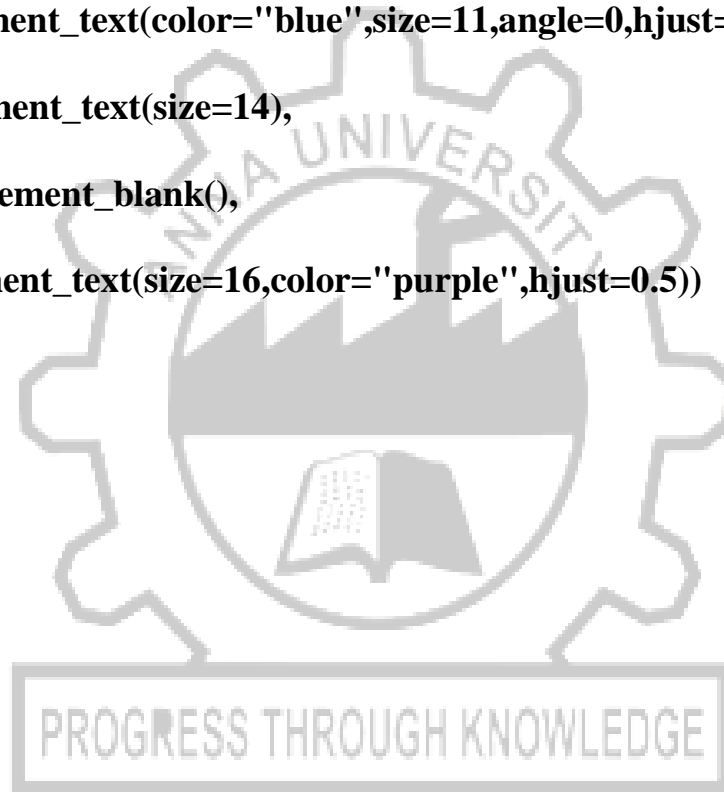 ment_text(color="blue",size=11,angle=0,hjust=
ment_text(size=14),
ement_blank(),
ment_text(size=16,color="purple",hjust=0.5))
ANNA UNIVERSITY
PROGRESS THROUGH KNOWLEDGE